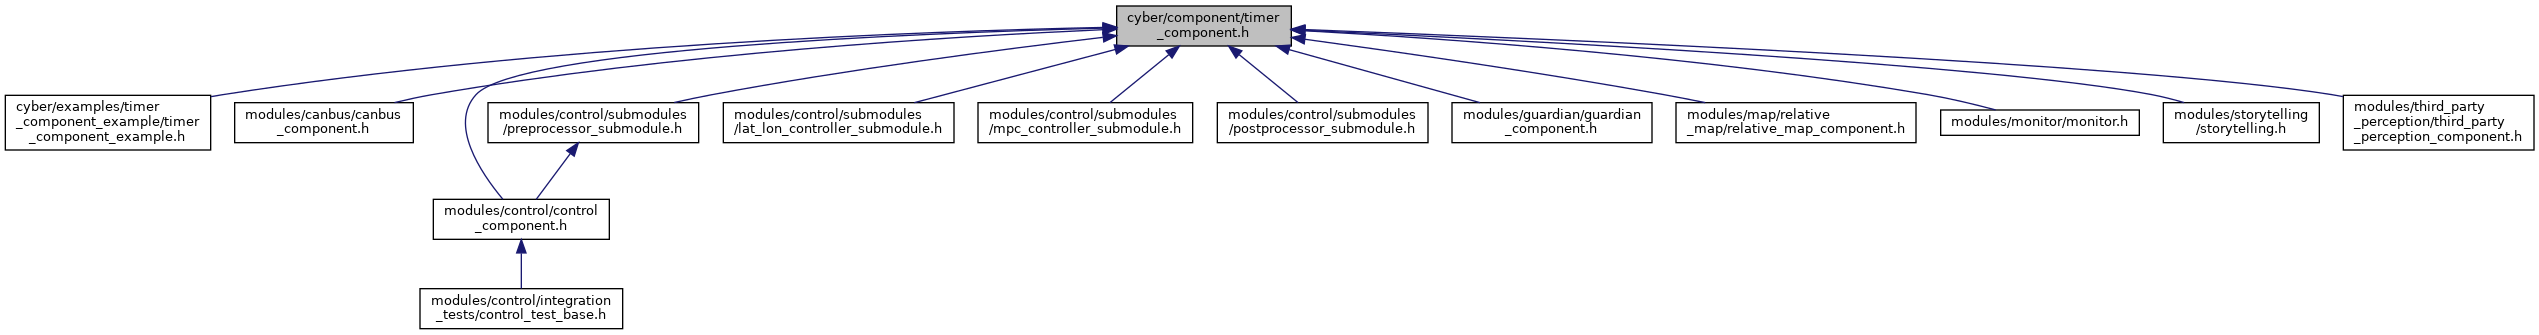 cyber/component/timer
_component.h
cyber/examples/timer
_component_example/timer
_component_example.h
modules/canbus/canbus
_component.h
modules/control/submodules
/preprocessor_submodule.h
modules/control/submodules
/lat_lon_controller_submodule.h
modules/control/submodules
/mpc_controller_submodule.h
modules/control/submodules
/postprocessor_submodule.h
modules/guardian/guardian
_component.h
modules/map/relative
_map/relative_map_component.h
modules/monitor/monitor.h
modules/storytelling
/storytelling.h
modules/third_party
_perception/third_party
_perception_component.h
modules/control/control
_component.h
modules/control/integration
_tests/control_test_base.h